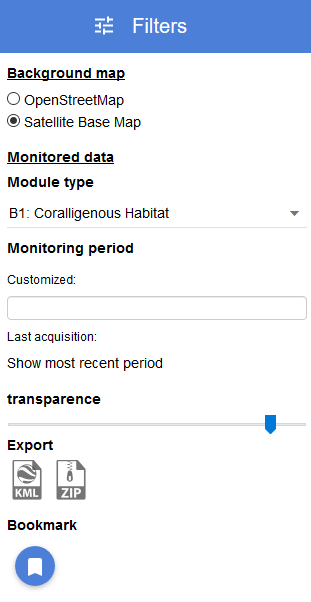 Filters
Background map
OpenStreetMap
Satellite Base Map
Monitored data
Module type
B1: Coralligenous Habitat
Monitoring period
Customized:
Last acquisition:
Show most recent period
transparence
Export
KML ZIP
Bookmark